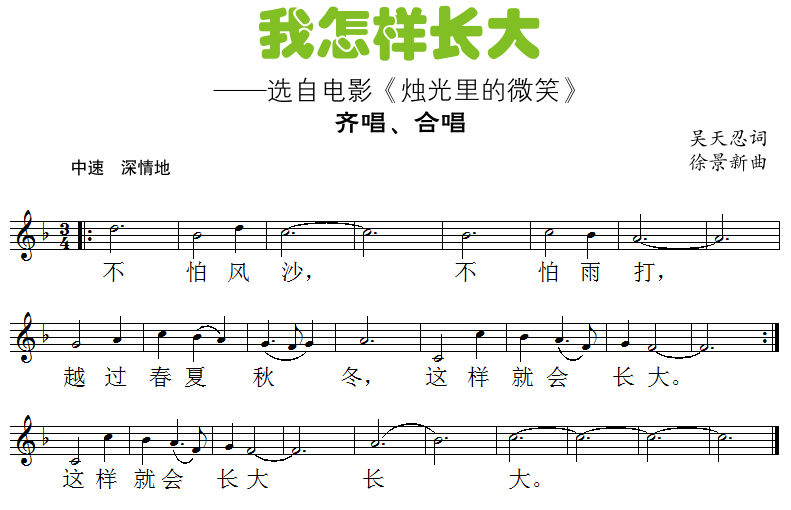 我怎样长大
——选自电影《烛光里的微笑》
齐唱、合唱
吴天忍词
徐景新曲
中速 深情地
3
4
不 怕 风 沙， 不 怕 雨 打，
越 过 春 夏 秋 冬， 这 样 就 会 长 大。
这 样 就 会 长 大 长 大。